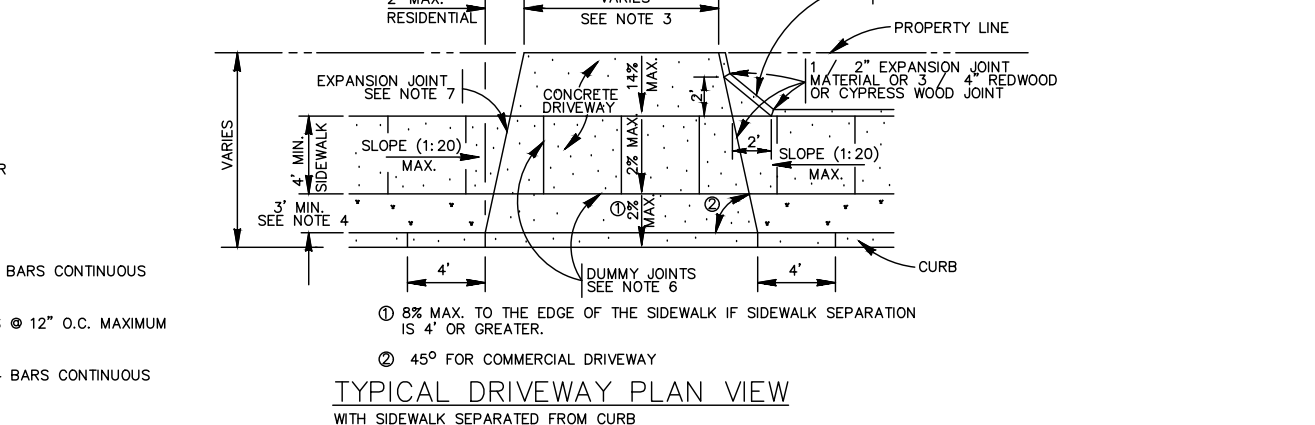 2' MAX.
RESIDENTIAL
VARIES
SEE NOTE 3
PROPERTY LINE
1 / 2" EXPANSION JOINT
MATERIAL OR 3 / 4" REDWOOD
OR CYPRESS WOOD JOINT
EXPANSION JOINT
SEE NOTE 7
CONCRETE
DRIVEWAY
14%
MAX.
2'
VARIES
4' MIN.
SIDEWALK
SLOPE (1:20)
MAX.
2% MAX.
2'
SLOPE (1:20)
MAX.
3' MIN.
SEE NOTE 4
① 2%
MAX.
②
R
BARS CONTINUOUS
4'
DUMMY JOINTS
SEE NOTE 6
4'
CURB
① 8% MAX. TO THE EDGE OF THE SIDEWALK IF SIDEWALK SEPARATION
IS 4' OR GREATER.
@ 12" O.C. MAXIMUM
② 45° FOR COMMERCIAL DRIVEWAY
BARS CONTINUOUS
TYPICAL DRIVEWAY PLAN VIEW
WITH SIDEWALK SEPARATED FROM CURB